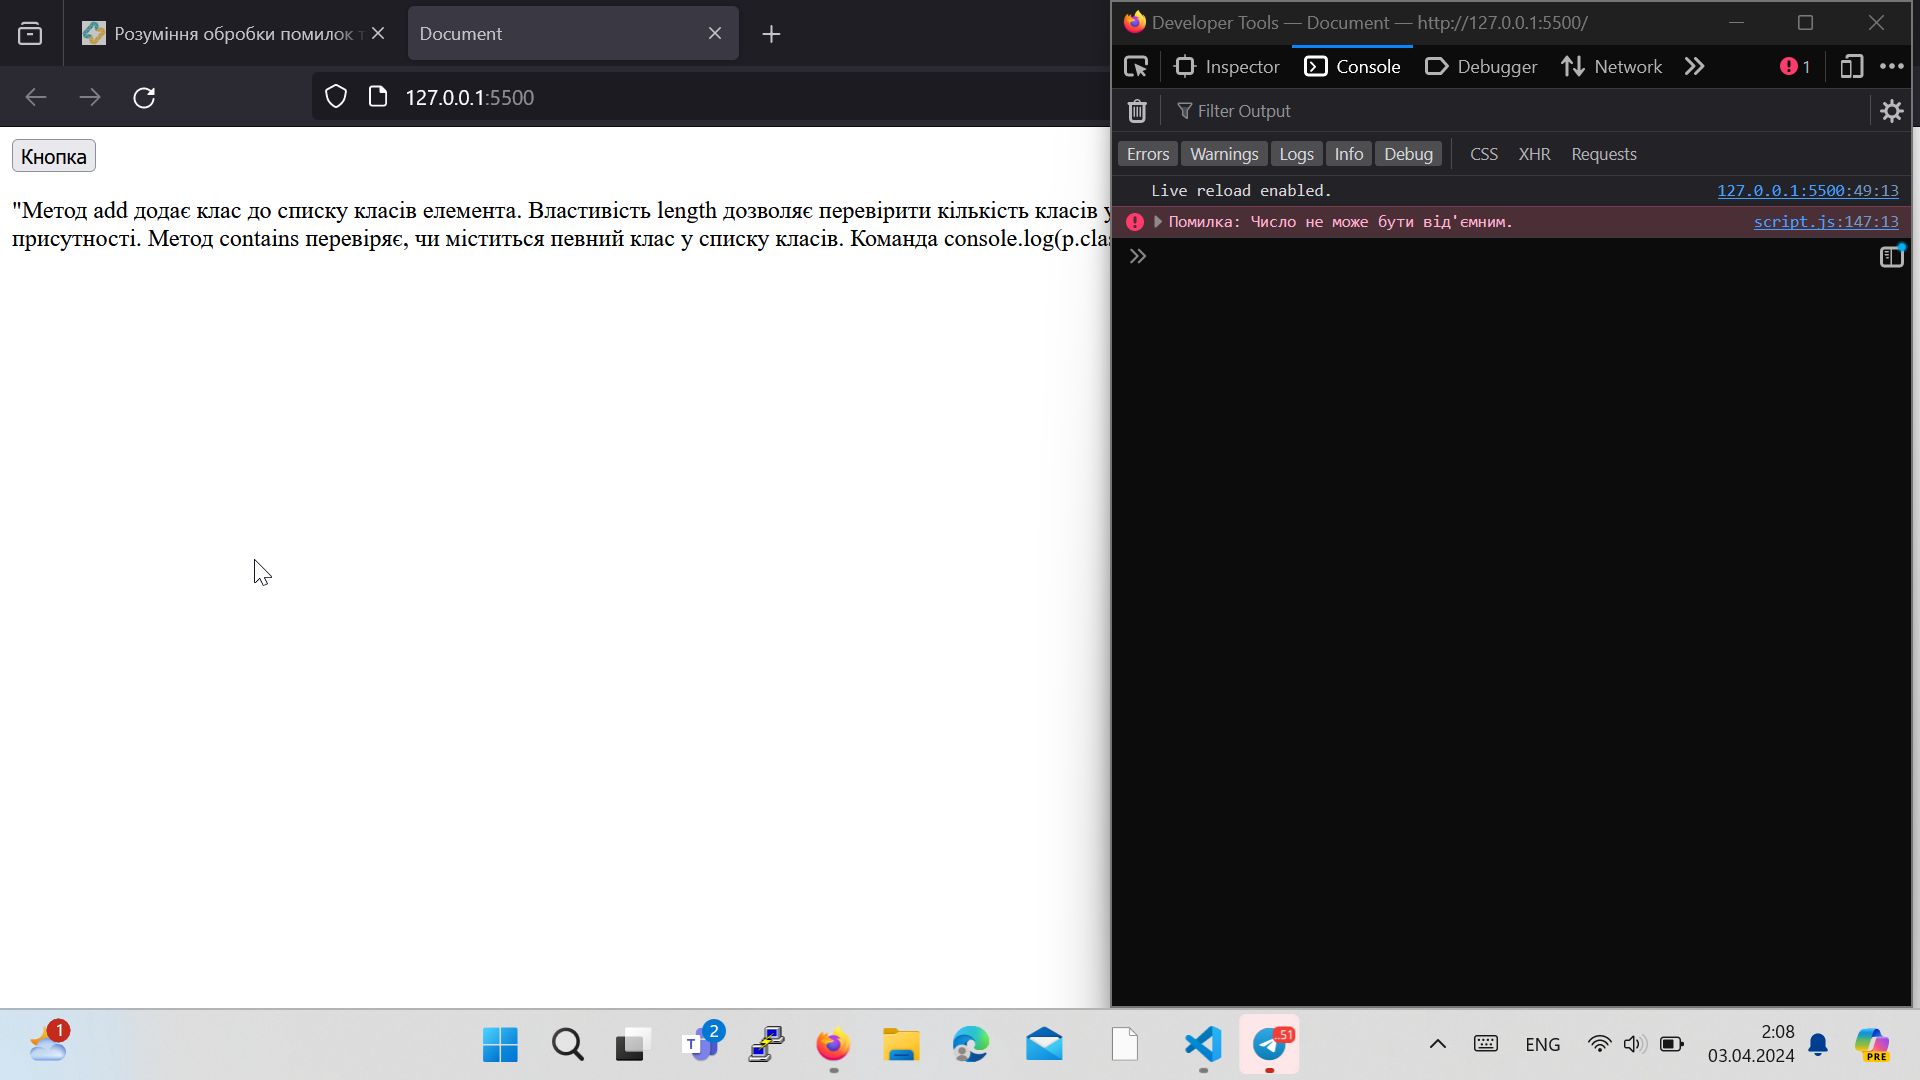 Розуміння обробки помилок
Document
Developer Tools — Document — http://127.0.0.1:5500/
Inspector
Console
Debugger
Network
1
127.0.0.1:5500
Filter Output
Errors
Warnings
Logs
Info
Debug
CSS
XHR
Requests
Live reload enabled.
127.0.0.1:5500:49:13
Помилка: Число не може бути від'ємним.
script.js:147:13
Кнопка
"Метод add додає клас до списку класів елемента. Властивість length дозволяє перевірити кількість класів у
присутності. Метод contains перевіряє, чи міститься певний клас у списку класів. Команда console.log(p.clas
1
2
T
..51
ENG
2:08
03.04.2024
PRE